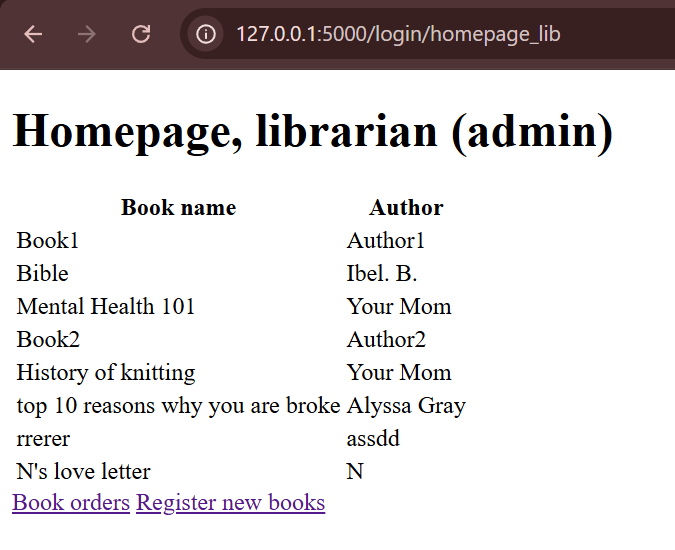 127.0.0.1:5000/login/homepage_lib
Homepage, librarian (admin)
Book name Author
Book1 Author1
Bible Ibel. B.
Mental Health 101 Your Mom
Book2 Author2
History of knitting Your Mom
top 10 reasons why you are broke Alyssa Gray
rrerer assdd
N's love letter N
Book orders Register new books